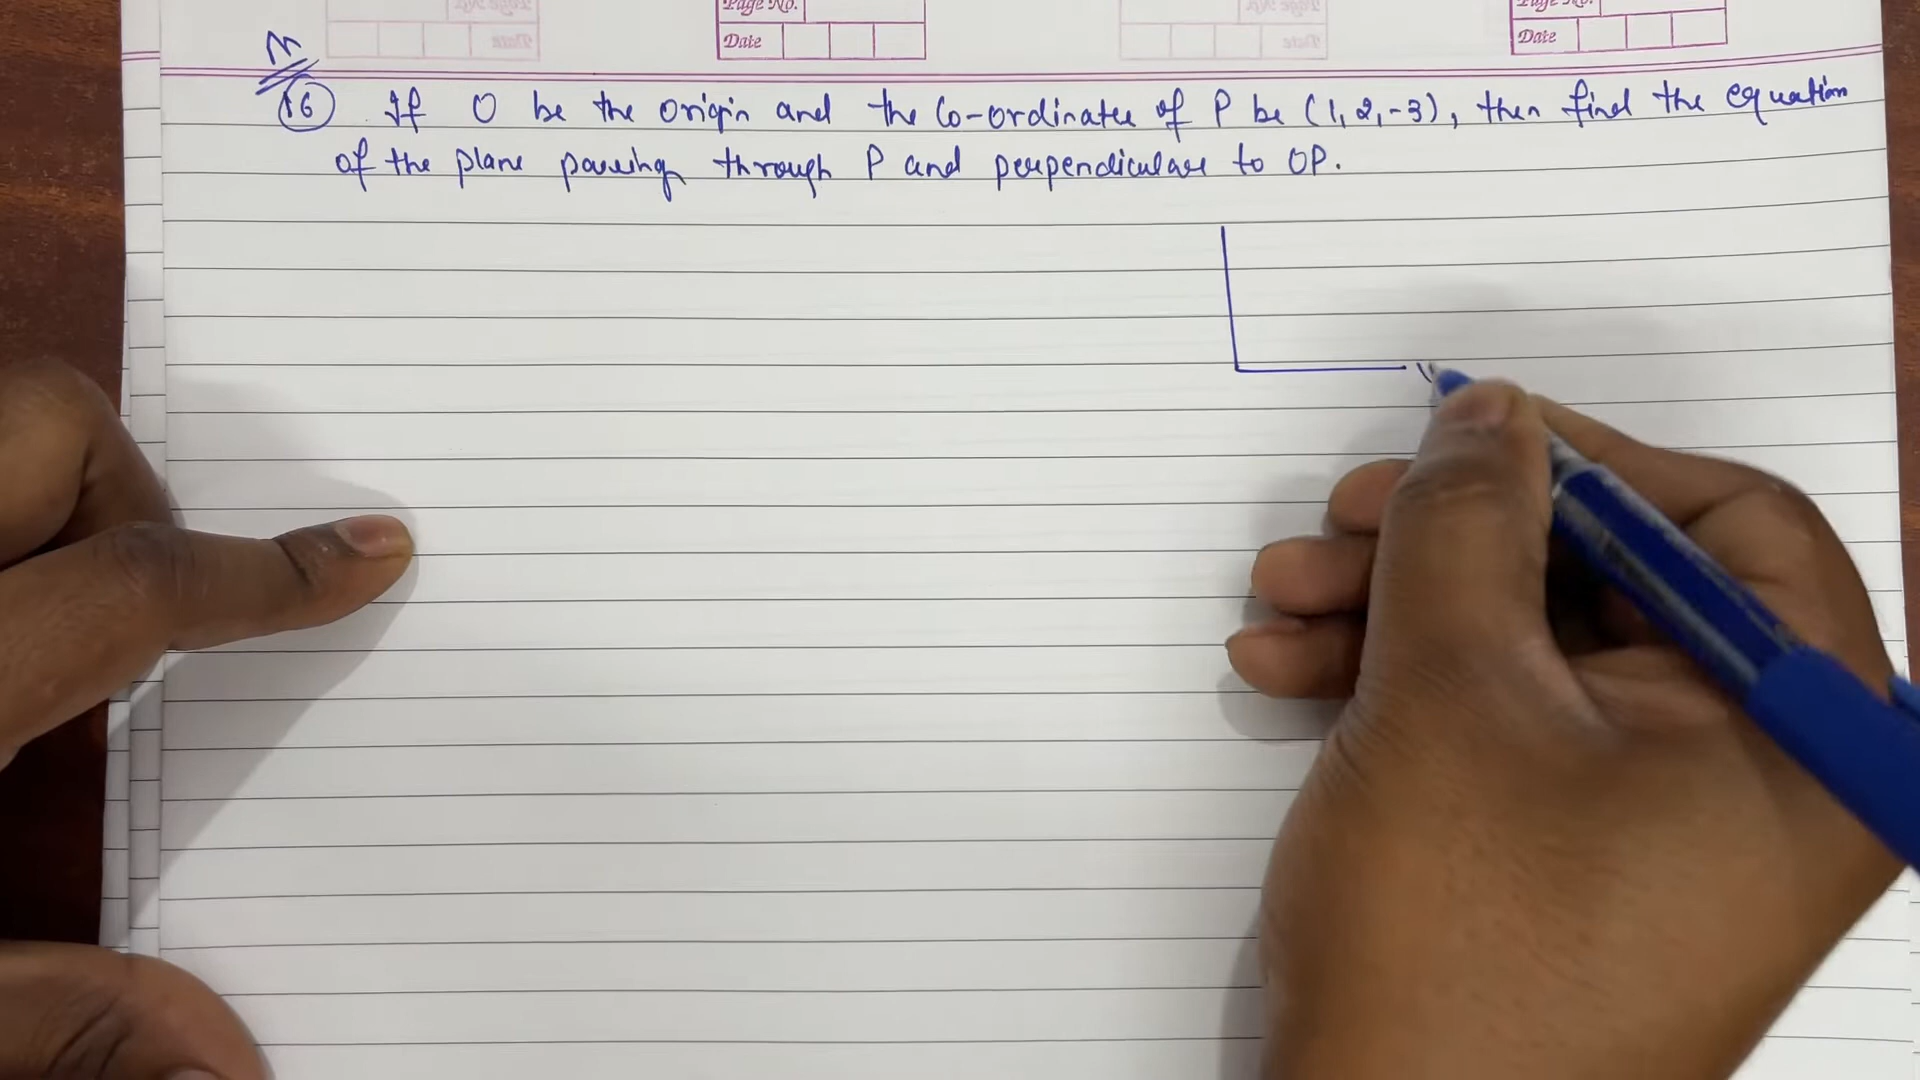 Page No.
Page No.
Date
Date
N
16 If O be the origin and the Co-ordinates of P be (1, 2, -3), then find the equation
of the plane passing through P and perpendicular to OP.